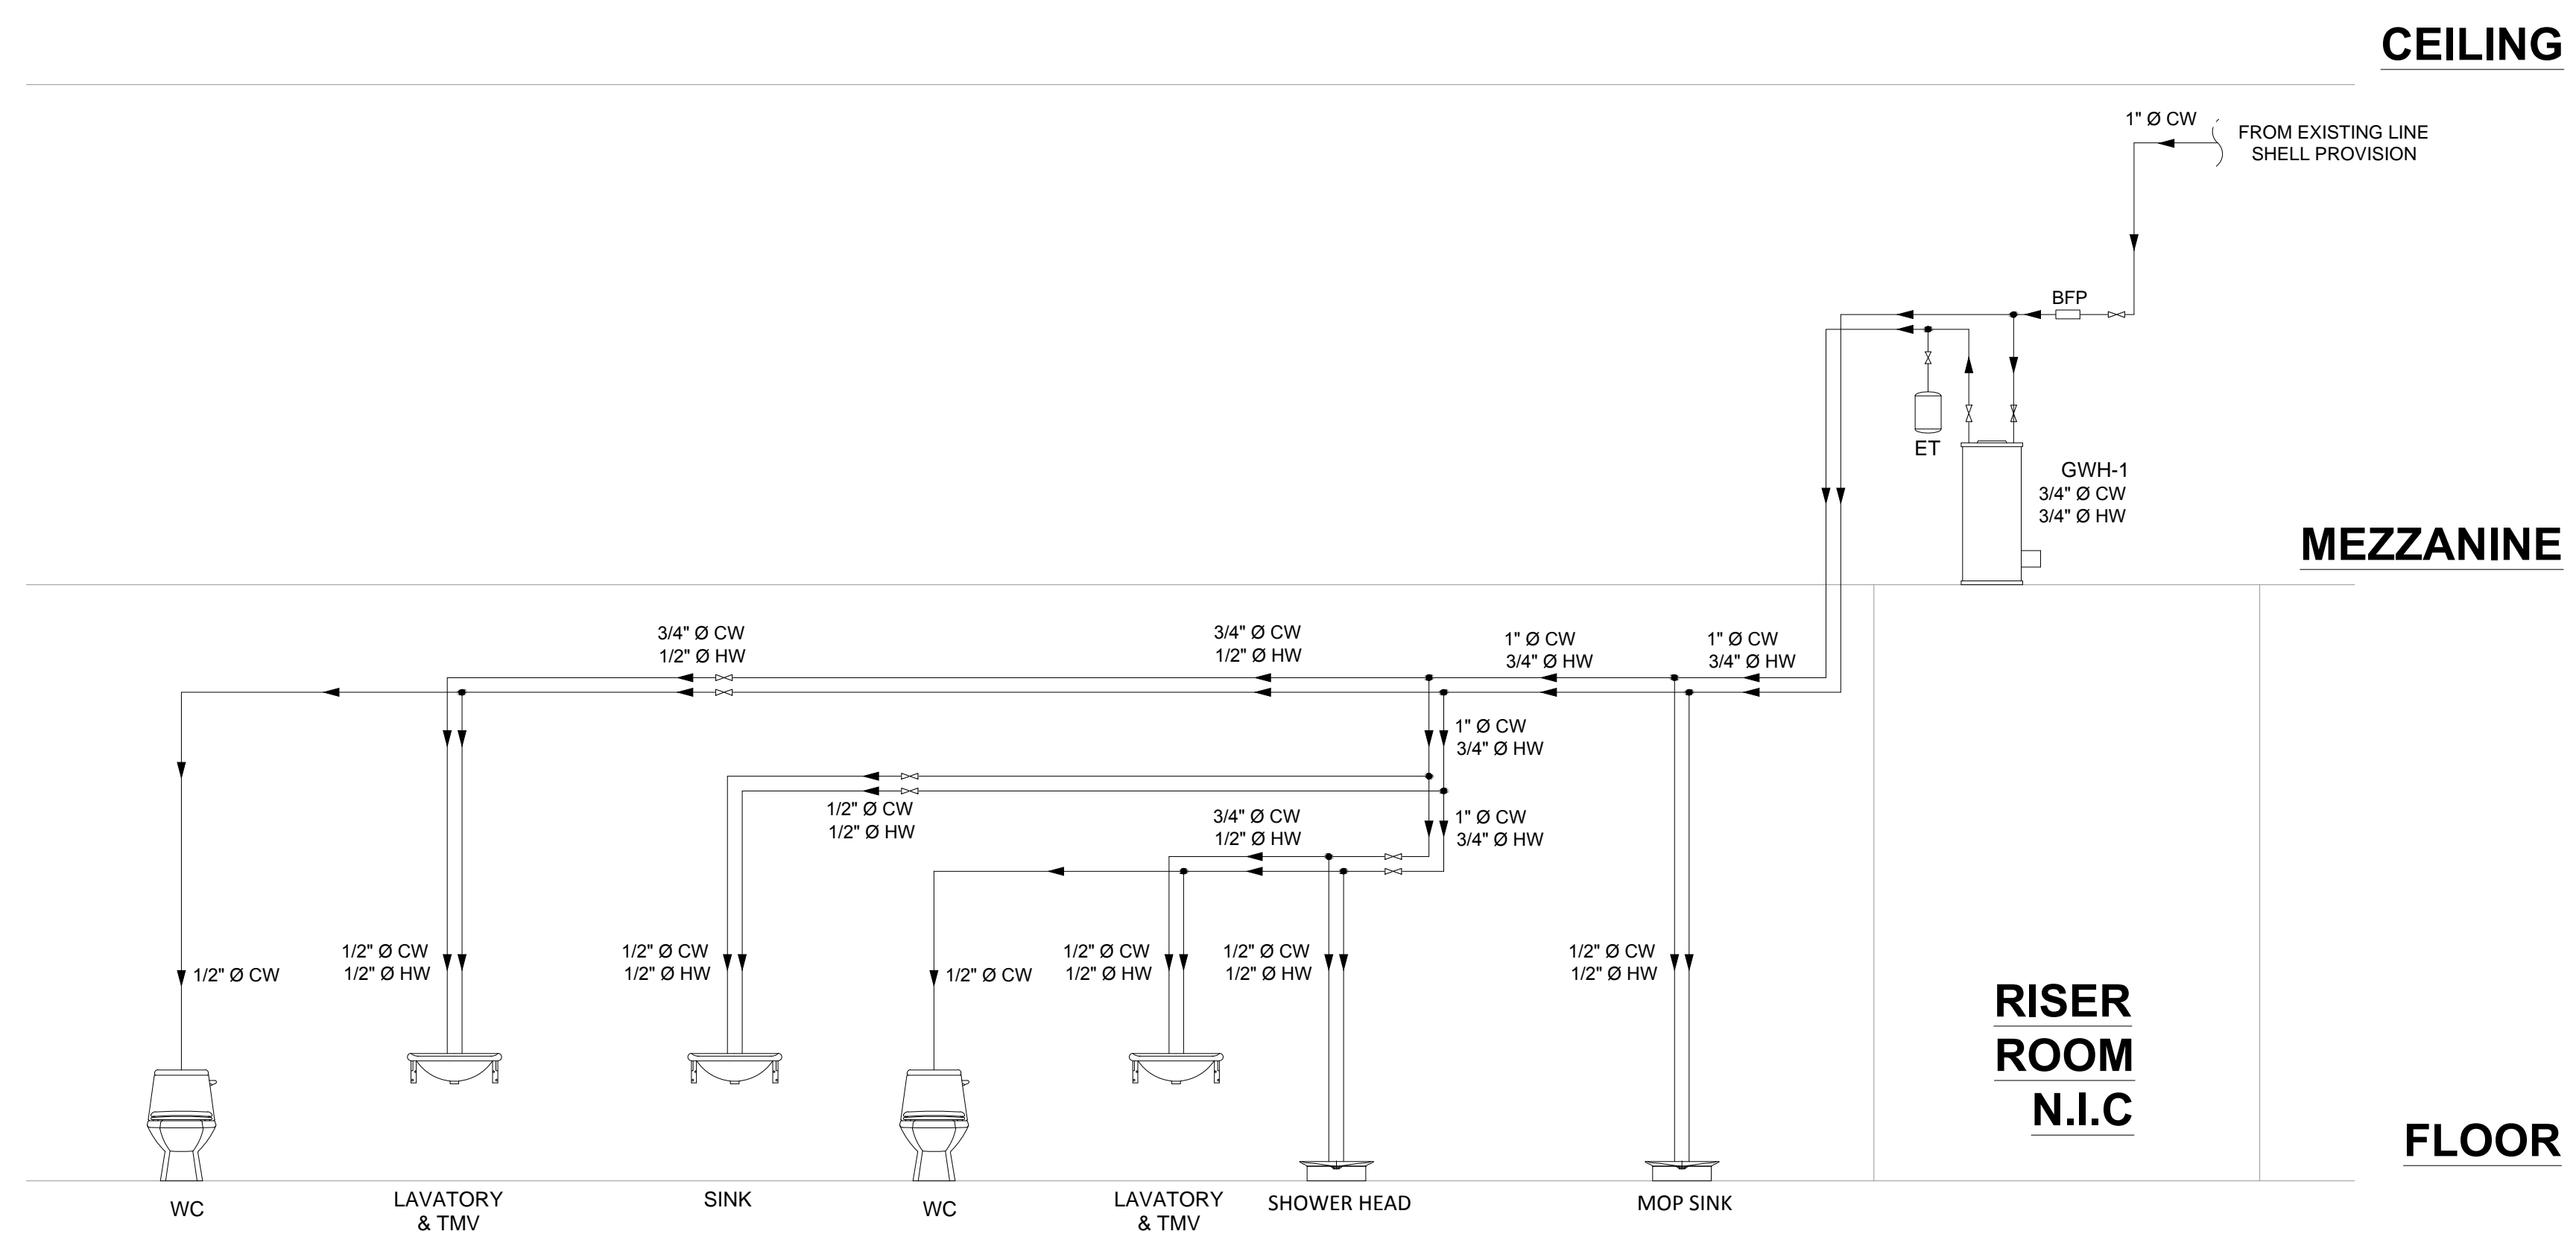 CEILING
1" Ø CW
FROM EXISTING LINE
SHELL PROVISION
BFP
ET
GWH-1
3/4" Ø CW
3/4" Ø HW
MEZZANINE
3/4" Ø CW
1/2" Ø HW
3/4" Ø CW
1/2" Ø HW
1" Ø CW
3/4" Ø HW
1" Ø CW
3/4" Ø HW
1" Ø CW
3/4" Ø HW
1/2" Ø CW
1/2" Ø HW
3/4" Ø CW
1/2" Ø HW
1" Ø CW
3/4" Ø HW
1/2" Ø CW
1/2" Ø CW
1/2" Ø HW
1/2" Ø CW
1/2" Ø HW
1/2" Ø CW
1/2" Ø CW
1/2" Ø HW
1/2" Ø CW
1/2" Ø HW
1/2" Ø CW
1/2" Ø HW
RISER
ROOM
N.I.C
FLOOR
WC
LAVATORY
& TMV
SINK
WC
LAVATORY
& TMV
SHOWER HEAD
MOP SINK